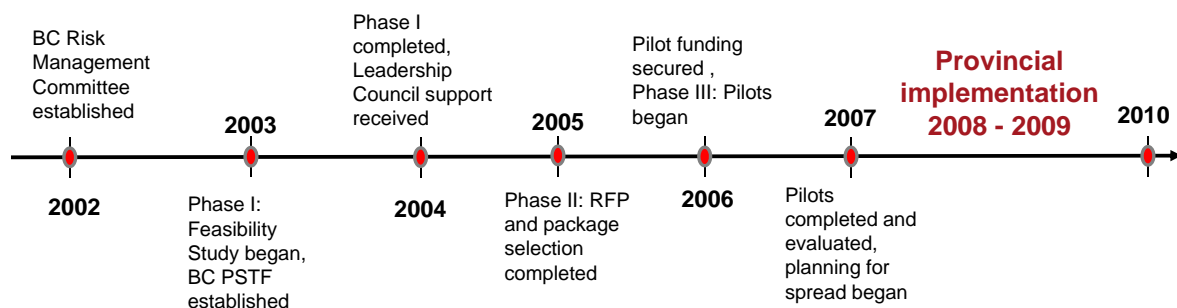 BC Risk
Management
Committee
established
2002
2003
Phase I:
Feasibility
Study began,
BC PSTF
established
Phase I
completed,
Leadership
Council support
received
2004
2005
Phase II: RFP
and package
selection
completed
Pilot funding
secured ,
Phase III: Pilots
began
2006
2007
Pilots
completed and
evaluated,
planning for
spread began
Provincial
implementation
2008 - 2009
2010